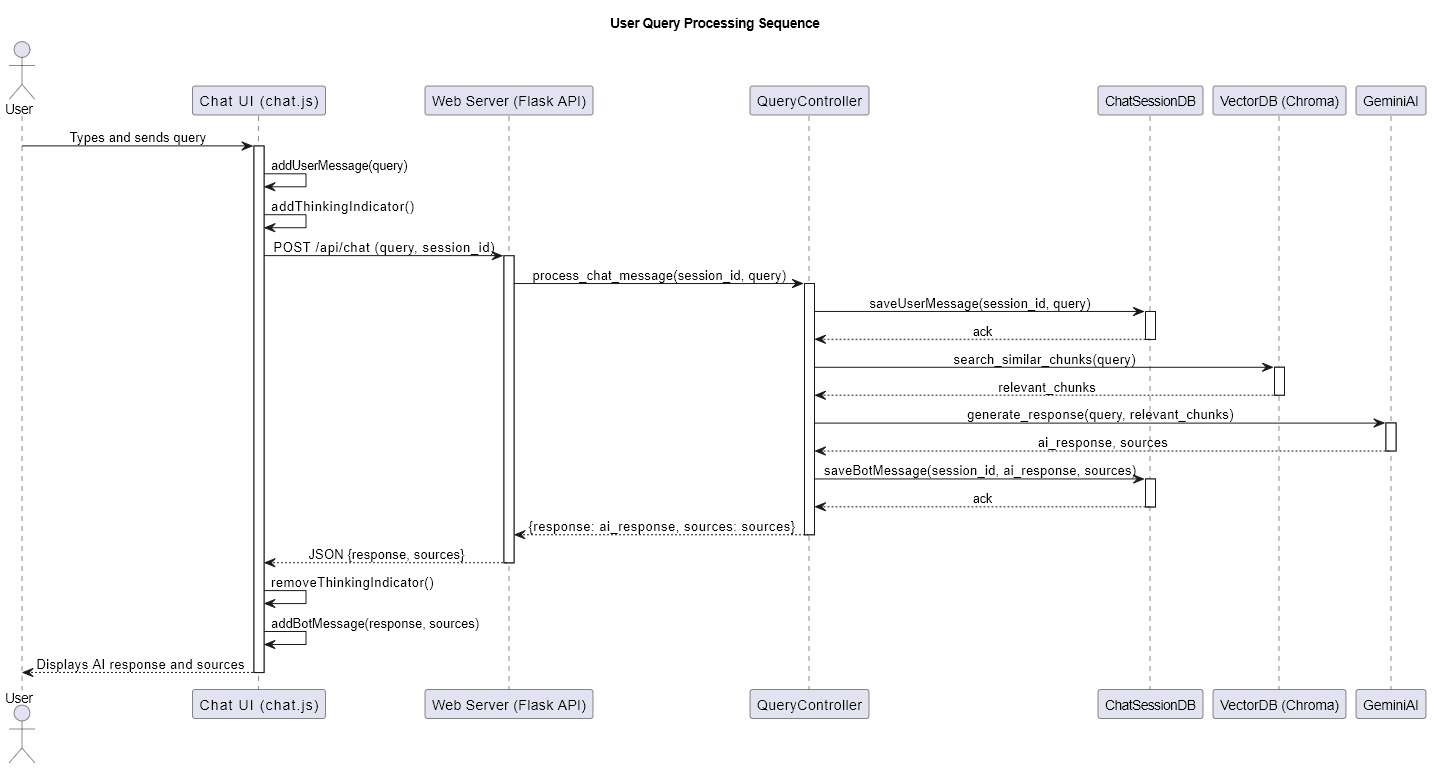 User Query Processing Sequence
User
Chat UI (chat.js)
Web Server (Flask API)
QueryController
ChatSessionDB
VectorDB (Chroma)
GeminiAI
Types and sends query
addUserMessage(query)
addThinkingIndicator()
POST /api/chat (query, session_id)
process_chat_message(session_id, query)
saveUserMessage(session_id, query)
ack
search_similar_chunks(query)
relevant_chunks
generate_response(query, relevant_chunks)
ai_response, sources
saveBotMessage(session_id, ai_response, sources)
ack
{response: ai_response, sources: sources}
JSON {response, sources}
removeThinkingIndicator()
addBotMessage(response, sources)
Displays AI response and sources
User
Chat UI (chat.js)
Web Server (Flask API)
QueryController
ChatSessionDB
VectorDB (Chroma)
GeminiAI